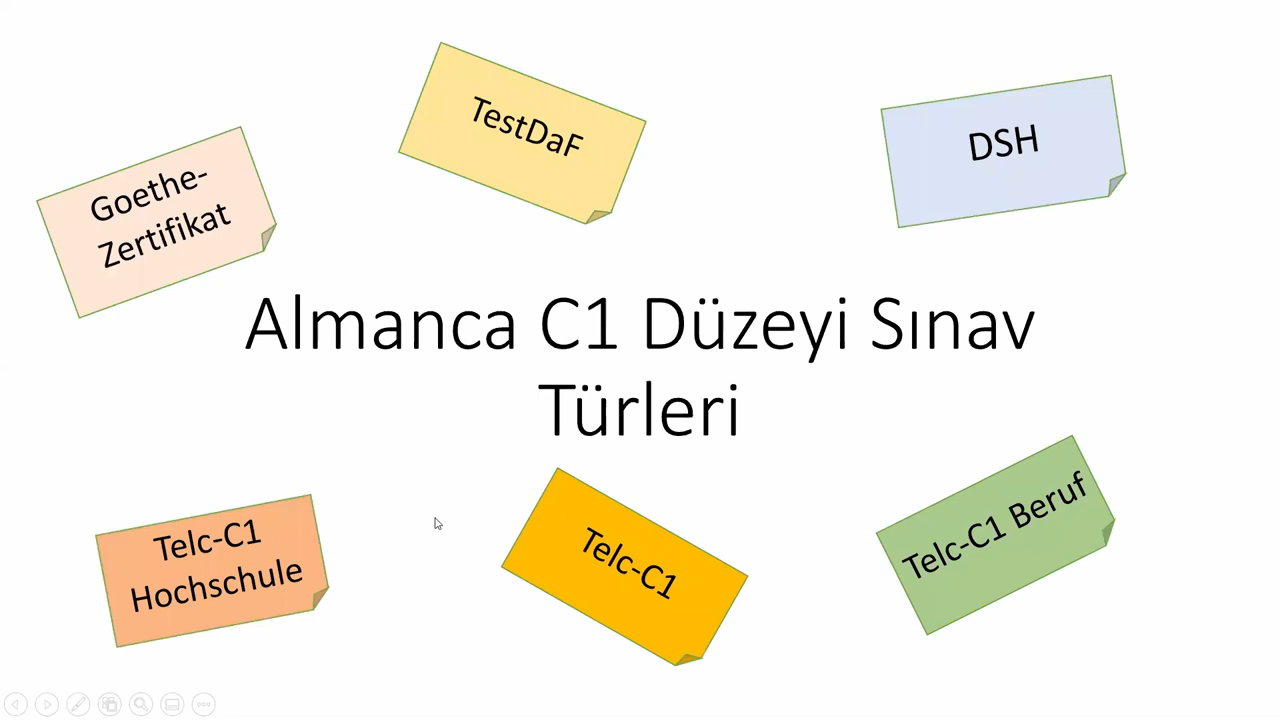 Goethe-
Zertifikat
TestDaF
DSH
Almanca C1 Düzeyi Sınav
Türleri
Telc-C1
Hochschule
Telc-C1
Telc-C1 Beruf